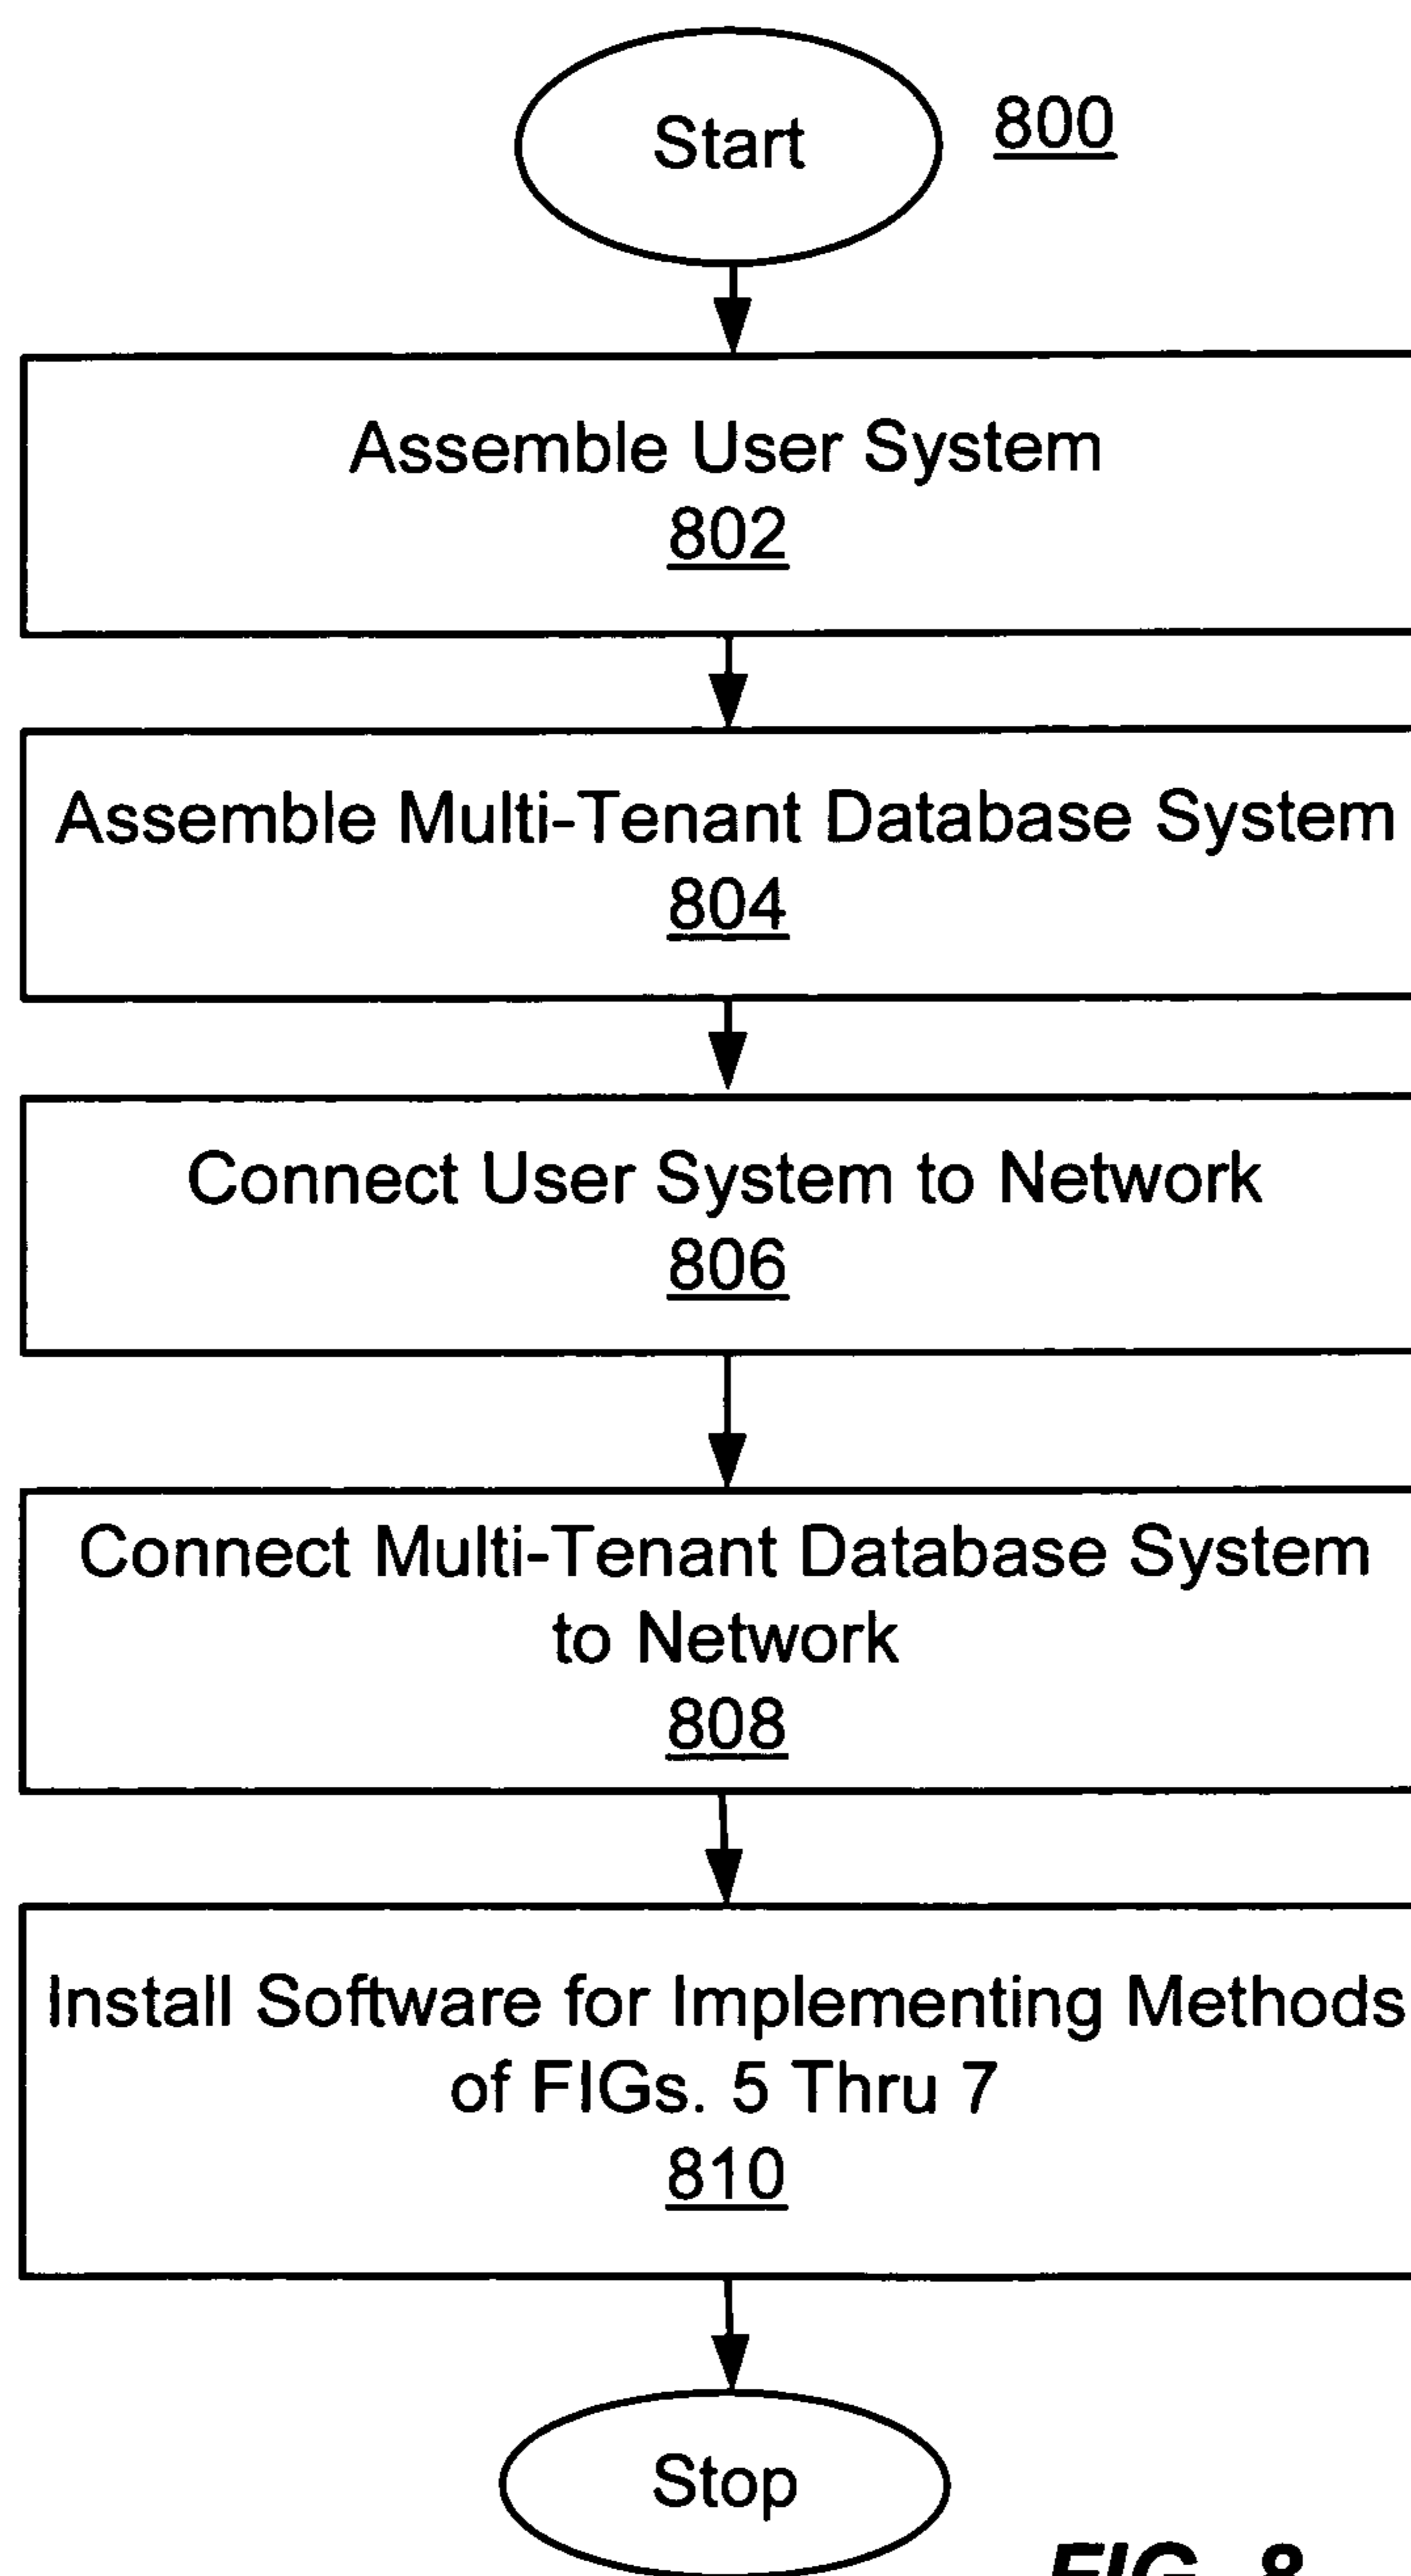 Start
800
Assemble User System
802
Assemble Multi-Tenant Database System
804
Connect User System to Network
806
Connect Multi-Tenant Database System
to Network
808
Install Software for Implementing Methods
of FIGs. 5 Thru 7
810
Stop
FIG. 8